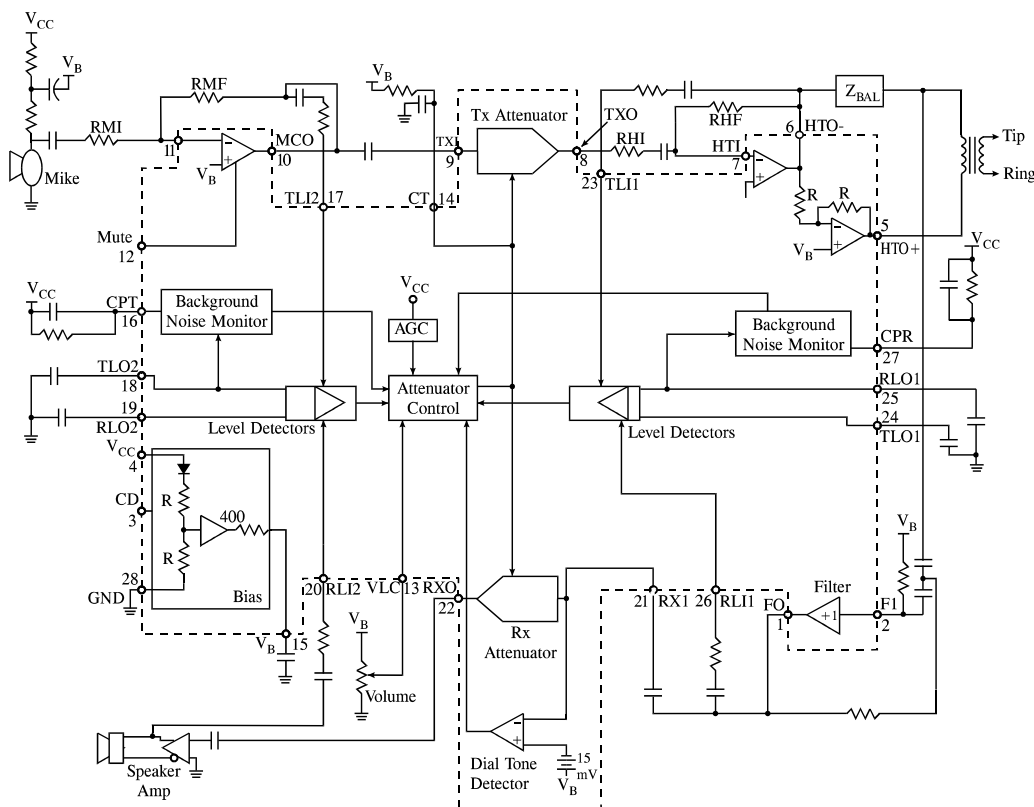 VCC
VB
RMF
RMI
Mike
11
VB
MCO
10
VB
Tx Attenuator
TXI
9
TXO
8
RHI
RHF
ZBAL
6
HTO-
HTI
7
Tip
Ring
R
R
VB
5
HTO+
23
TLI1
TLI2
17
CT
14
Mute
12
VCC
CPT
16
Background
Noise Monitor
VCC
AGC
Background
Noise Monitor
VCC
CPR
27
TLO2
18
19
RLO2
Level Detectors
Attenuator
Control
Level Detectors
RLO1
25
24
TLO1
VCC
4
CD
3
28
GND
R
R
400
Bias
VB
15
20
RLI2
VLC
13
RXO
22
Rx
Attenuator
21
RX1
26
RLI1
VB
Filter
+1
FO
1
F1
2
VB
Volume
Speaker
Amp
Dial Tone
Detector
15
mV
VB